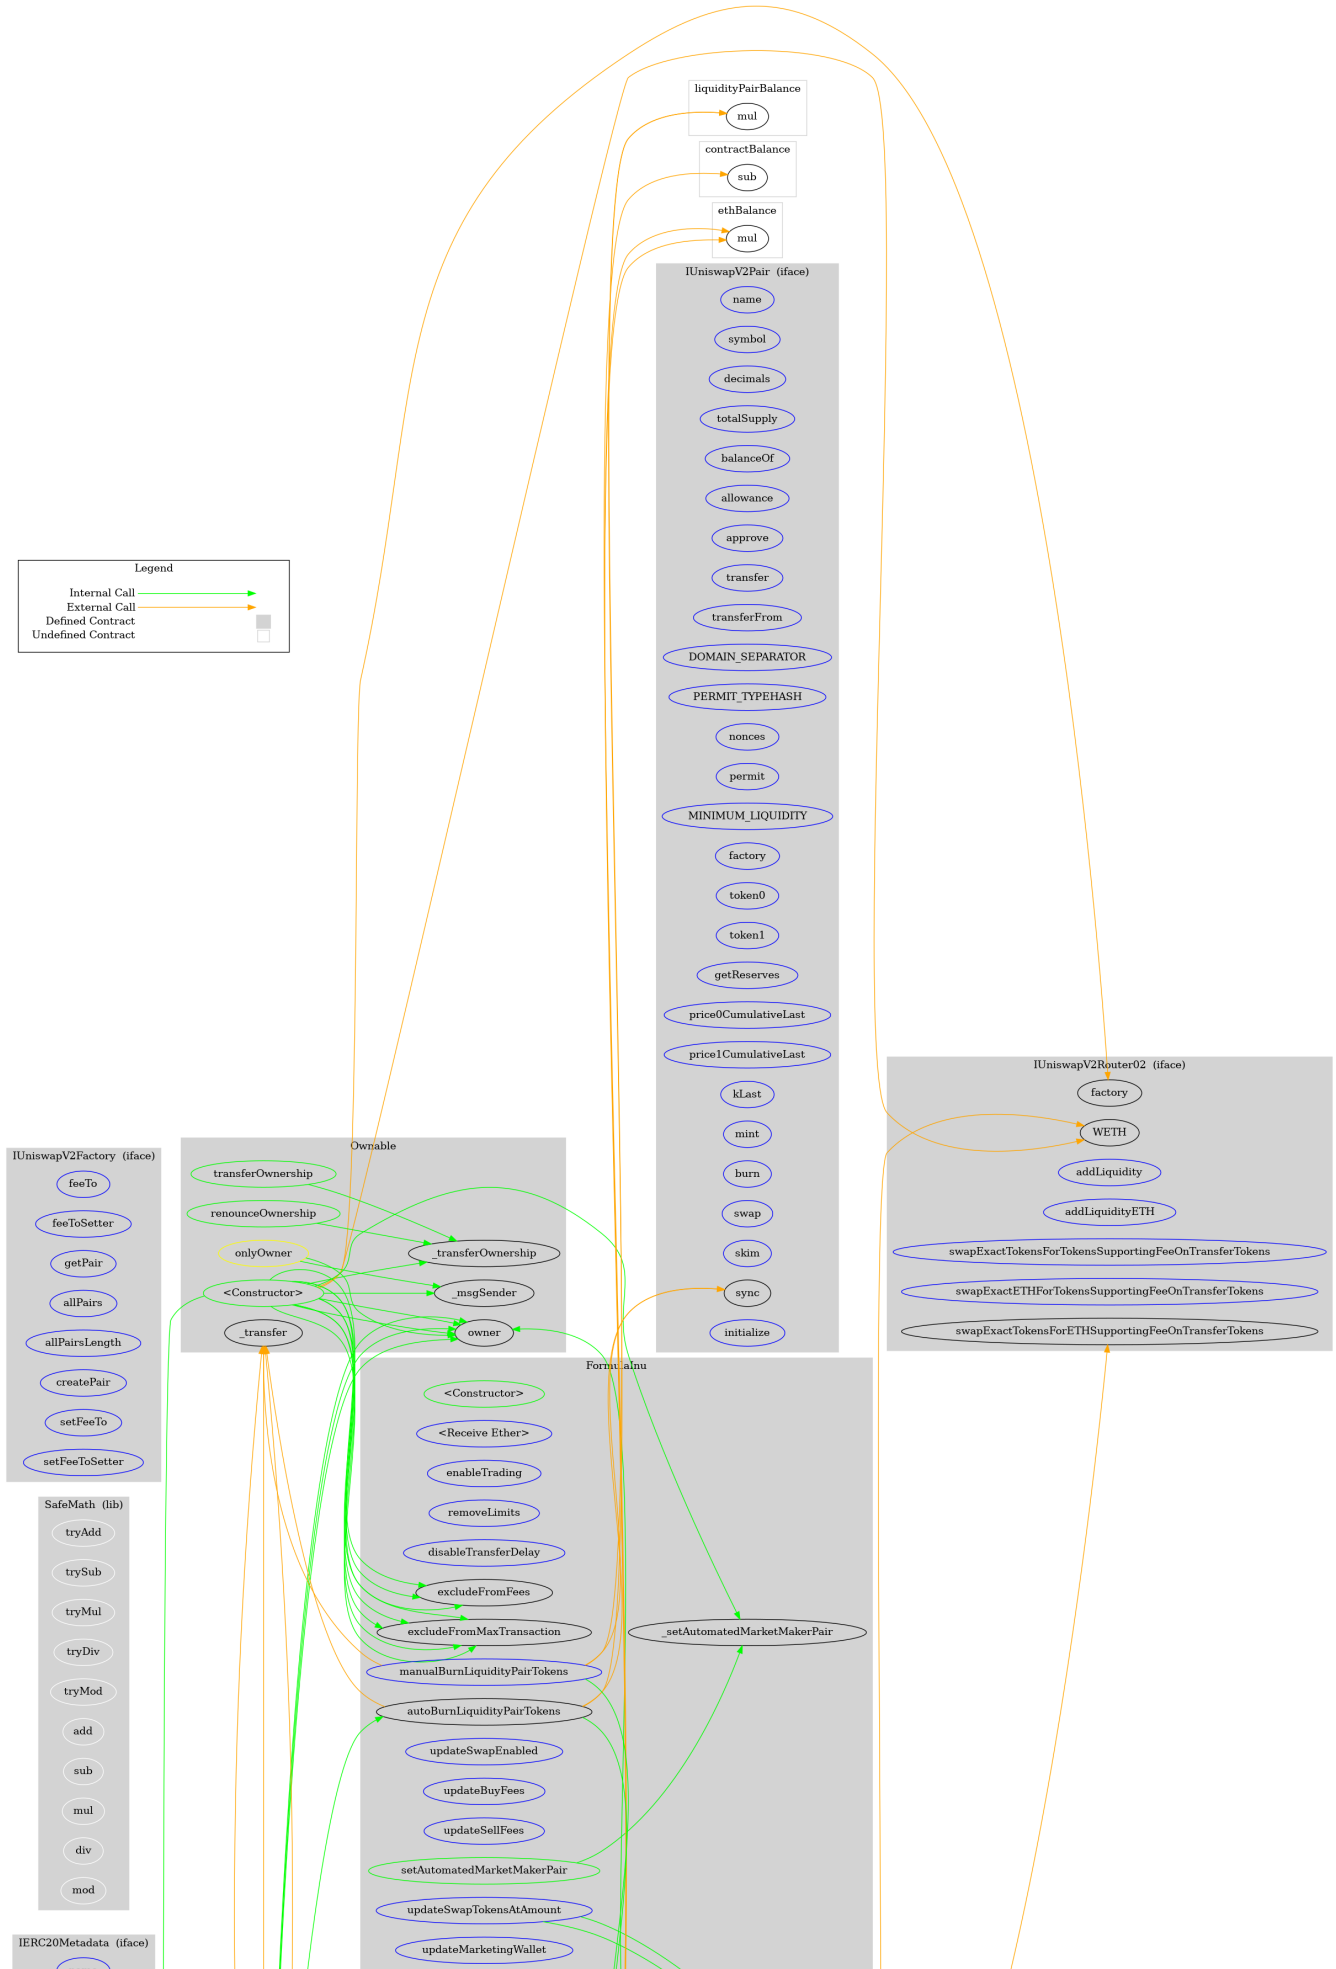 liquidityPairBalance
mul
contractBalance
sub
ethBalance
mul
IUniswapV2Pair (iface)
name
symbol
decimals
totalSupply
balanceOf
allowance
approve
transfer
transferFrom
DOMAIN_SEPARATOR
PERMIT_TYPEHASH
nonces
permit
MINIMUM_LIQUIDITY
factory
token0
token1
getReserves
price0CumulativeLast
price1CumulativeLast
kLast
mint
burn
swap
skim
sync
initialize
Legend
Internal Call
External Call
Defined Contract
Undefined Contract
IUniswapV2Router02 (iface)
factory
WETH
addLiquidity
addLiquidityETH
swapExactTokensForTokensSupportingFeeOnTransferTokens
swapExactETHForTokensSupportingFeeOnTransferTokens
swapExactTokensForETHSupportingFeeOnTransferTokens
IUniswapV2Factory (iface)
feeTo
feeToSetter
getPair
allPairs
allPairsLength
createPair
setFeeTo
setFeeToSetter
Ownable
transferOwnership
renounceOwnership
onlyOwner
<Constructor>
_transfer
_transferOwnership
_msgSender
owner
FormulaInu
<Constructor>
<Receive Ether>
enableTrading
removeLimits
disableTransferDelay
excludeFromFees
excludeFromMaxTransaction
manualBurnLiquidityPairTokens
autoBurnLiquidityPairTokens
updateSwapEnabled
updateBuyFees
updateSellFees
setAutomatedMarketMakerPair
updateSwapTokensAtAmount
updateMarketingWallet
_setAutomatedMarketMakerPair
SafeMath (lib)
tryAdd
trySub
tryMul
tryDiv
tryMod
add
sub
mul
div
mod
IERC20Metadata (iface)